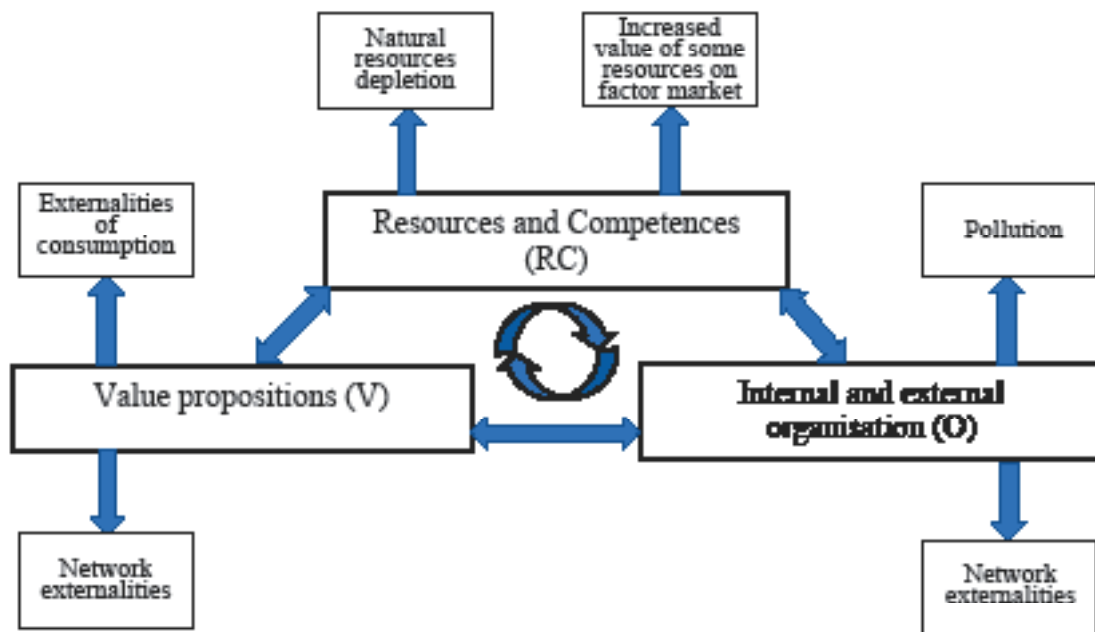 Natural
resources
depletion
Increased
value of some
resources on
factor market
Externalities
of
consumption
Resources and Competences
(RC)
Pollution
Value propositions (V)
Internal and external
organisation (O)
Network
externalities
Network
externalities